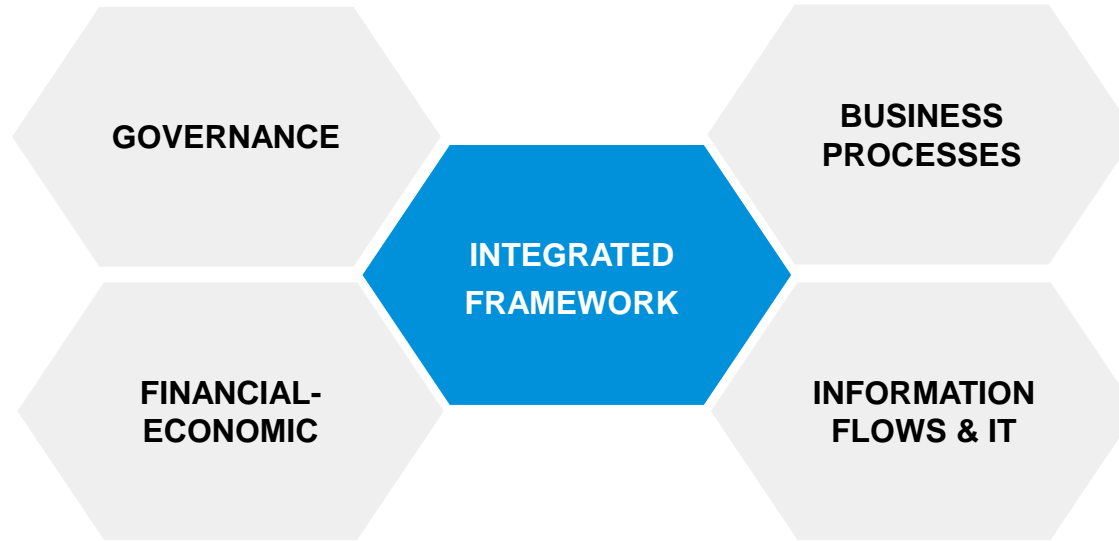 GOVERNANCE
BUSINESS
PROCESSES
INTEGRATED
FRAMEWORK
FINANCIAL-
ECONOMIC
INFORMATION
FLOWS & IT